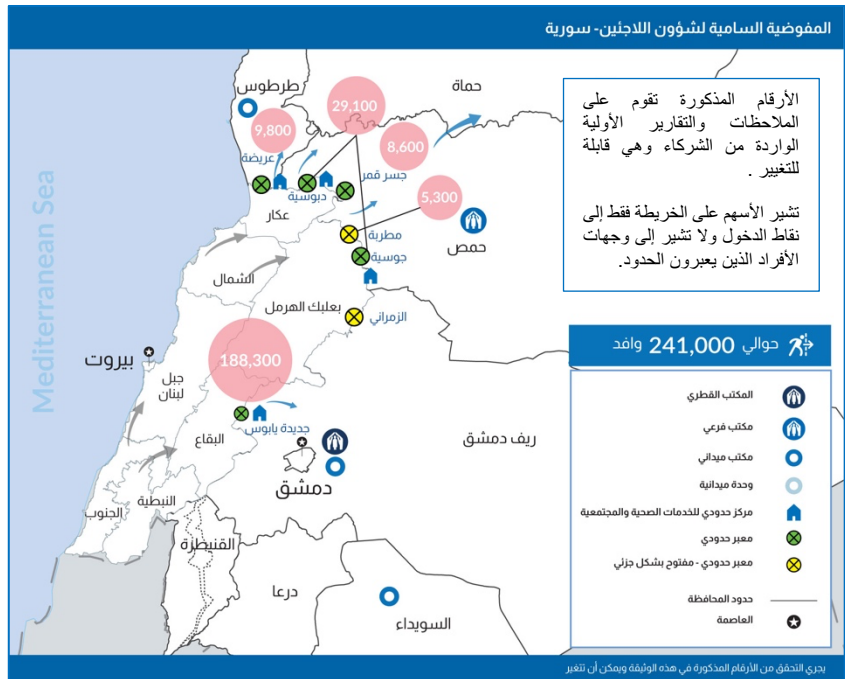 المفوضية السامية لشؤون اللاجئين- سورية
الأرقام المذكورة تقوم على
الملاحظات والتقارير الأولية
الواردة من الشركاء وهي قابلة
للتغيير .
تشير الأسهم على الخريطة فقط إلى
نقاط الدخول ولا تشير إلى وجهات
الأفراد الذين يعبرون الحدود.
حماة
طرطوس
29,100
9,800
8,600
عريضة
دبوسية
جسر قمر
5,300
عكار
مطربة
حمص
جوسية
الشمال
بعلبك الهرمل
الزمراني
Mediterranean Sea
بيروت
188,300
جبل
لبنان
جديدة يابوس
البقاع
ريف دمشق
دمشق
النبطية
الجنوب
القنيطرة
درعا
السويداء
حوالي 241,000 وافد
المكتب القطري
مكتب فرعي
مكتب ميداني
وحدة ميدانية
مركز حدودي للخدمات الصحية والمجتمعية
معبر حدودي
معبر حدودي - مفتوح بشكل جزئي
حدود المحافظة
العاصمة
يجري التحقق من الأرقام المذكورة في هذه الوثيقة ويمكن أن تتغير